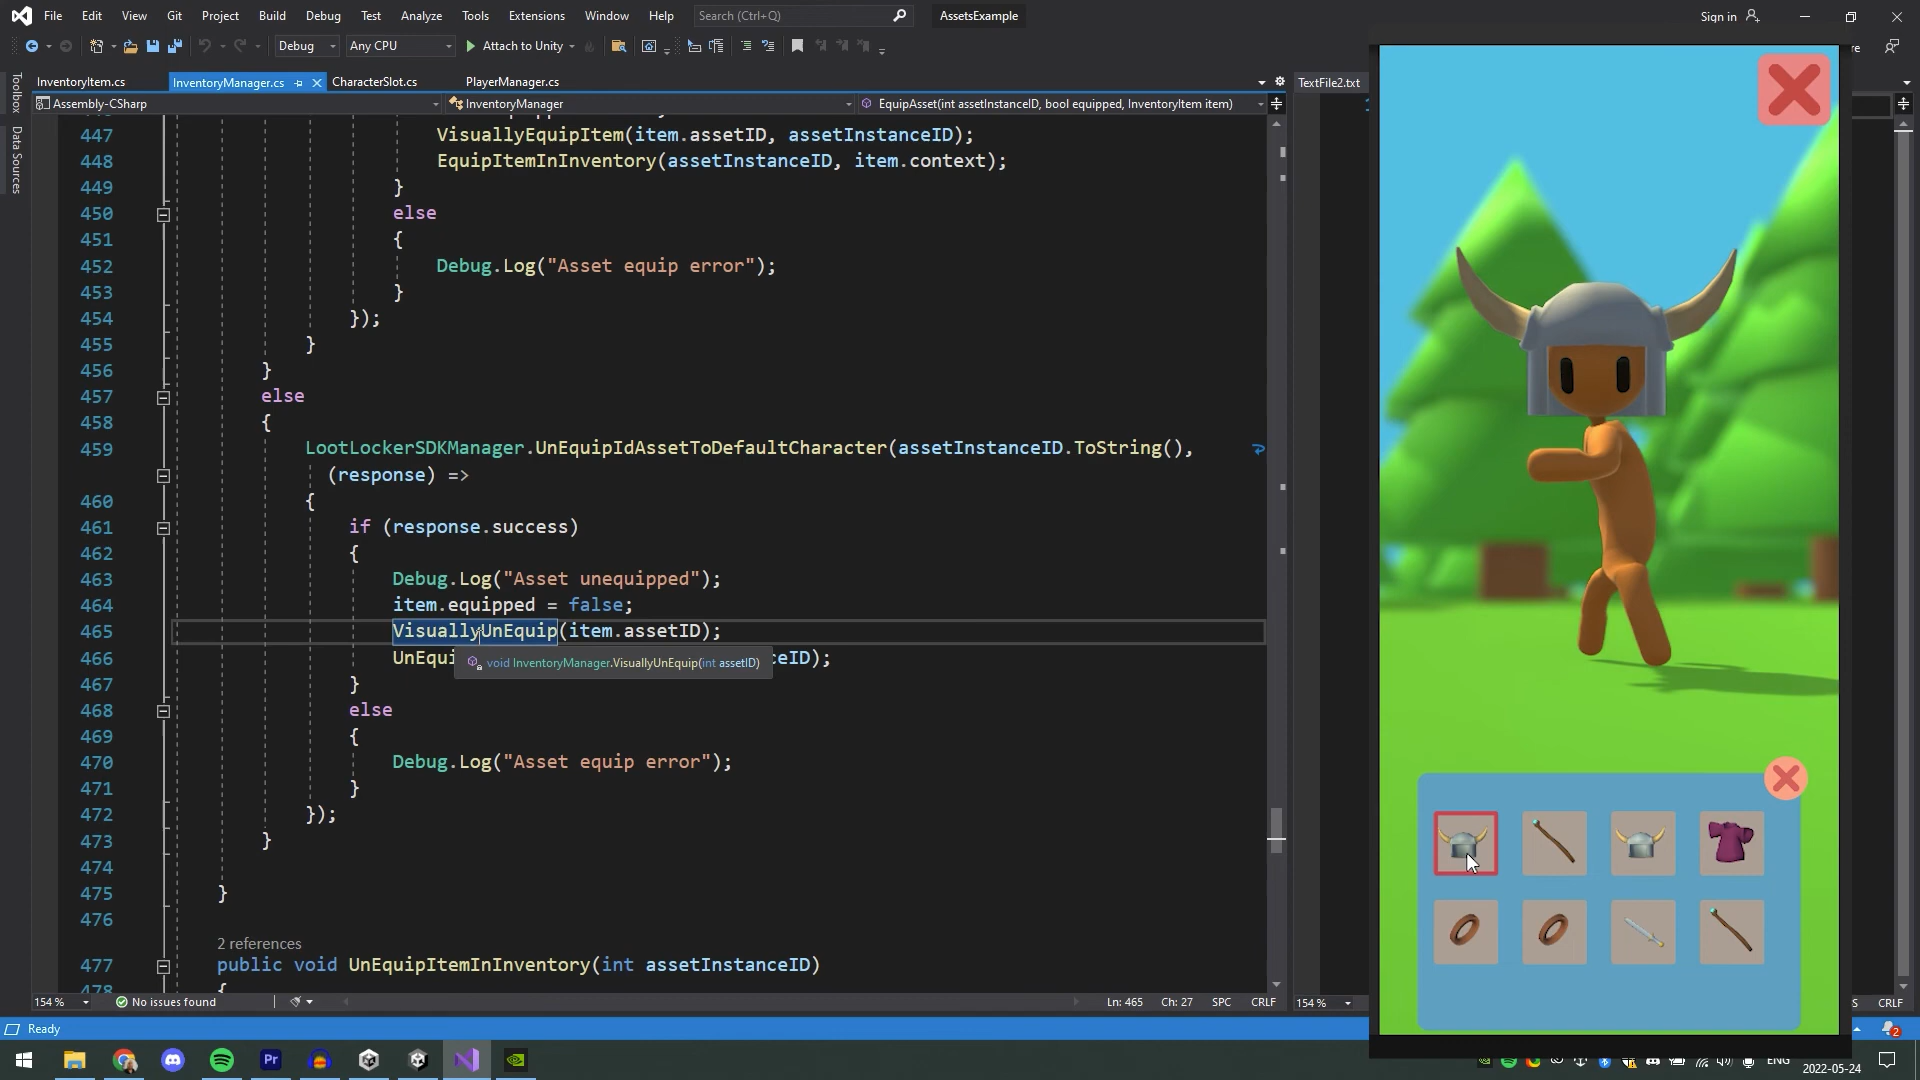 File Edit View Git Project Build Debug Test Analyze Tools Extensions Window Help Search (Ctrl+Q) AssetsExample Sign in
Debug Any CPU Attach to Unity
InventoryItem.cs InventoryManager.cs CharacterSlot.cs PlayerManager.cs TextFile2.txt
Assembly-CSharp InventoryManager EquipAsset(int assetInstanceID, bool equipped, InventoryItem item)
Toolbox
Data Sources
447 VisuallyEquipItem(item.assetID, assetInstanceID);
448 EquipItemInInventory(assetInstanceID, item.context);
449 }
450 else
451 {
452 Debug.Log("Asset equip error");
453 }
454 });
455 }
456 }
457 else
458 {
459 LootLockerSDKManager.UnEquipIdAssetToDefaultCharacter(assetInstanceID.ToString(),
(response) =>
460 {
461 if (response.success)
462 {
463 Debug.Log("Asset unequipped");
464 item.equipped = false;
465 VisuallyUnEquip(item.assetID);
466 UnEqui ceID);
void InventoryManager.VisuallyUnEquip(int assetID)
467 }
468 else
469 {
470 Debug.Log("Asset equip error");
471 }
472 });
473 }
474
475 }
476
2 references
477 public void UnEquipItemInInventory(int assetInstanceID)
478 {
154 % No issues found Ln: 465 Ch: 27 SPC CRLF 154 % CRLF
Ready 2
ENG
2022-05-24